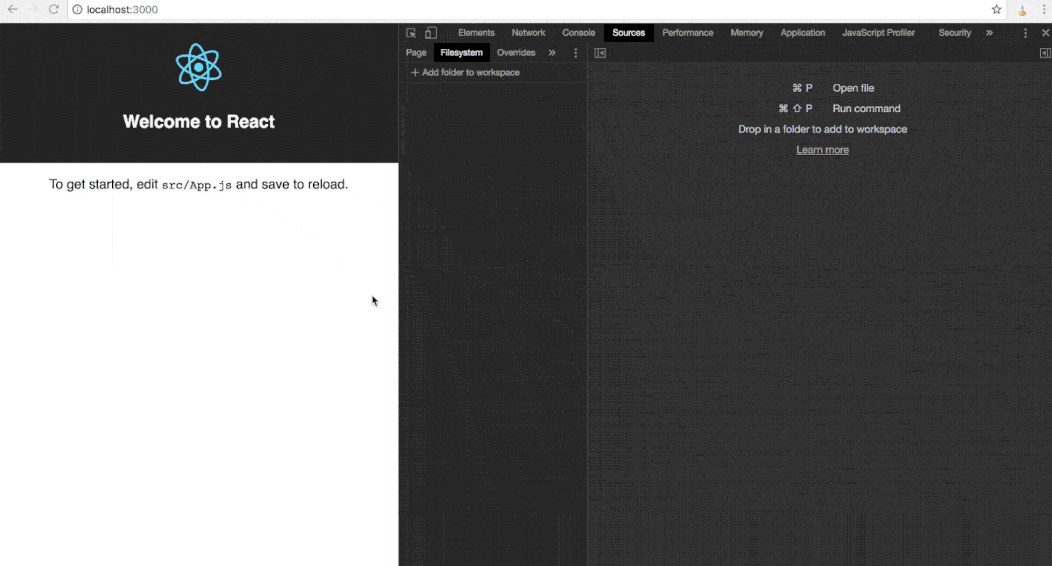 localhost:3000
Elements Network Console Sources Performance Memory Application JavaScript Profiler Security »
Page Filesystem Overrides »
+ Add folder to workspace
⌘ P Open file
⌘ ⇧ P Run command
Drop in a folder to add to workspace
Learn more
Welcome to React
To get started, edit src/App.js and save to reload.